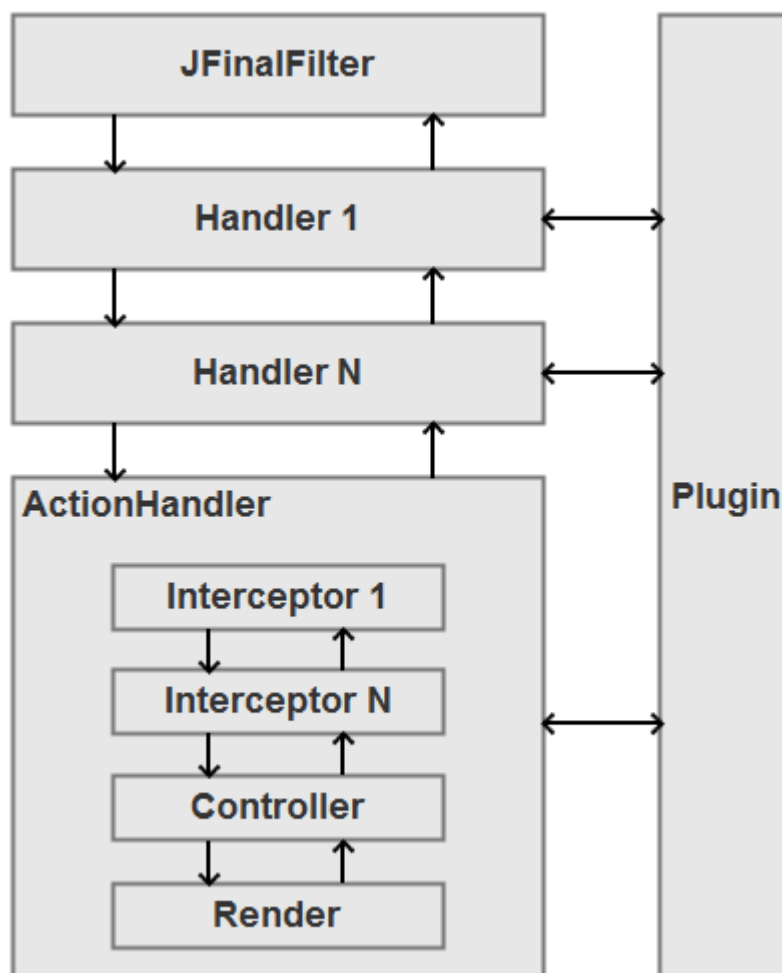 JFinalFilter
Handler 1
Handler N
ActionHandler
Interceptor 1
Interceptor N
Controller
Render
Plugin